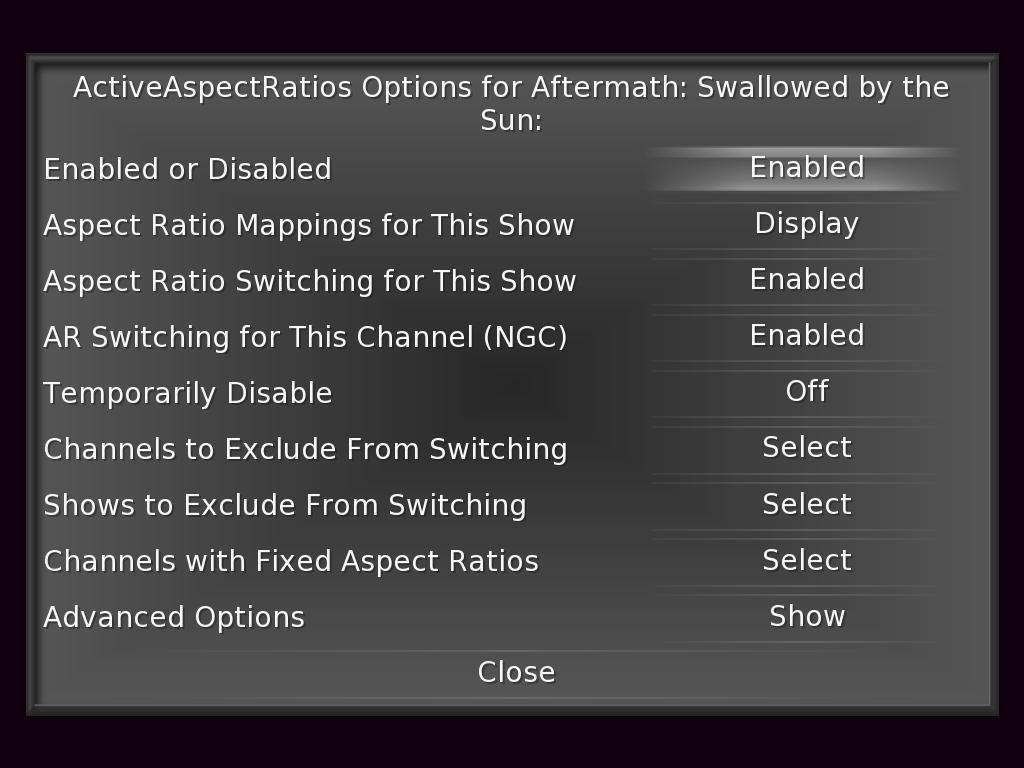 ActiveAspectRatios Options for Aftermath: Swallowed by the
Sun:
Enabled or Disabled Enabled
Aspect Ratio Mappings for This Show Display
Aspect Ratio Switching for This Show Enabled
AR Switching for This Channel (NGC) Enabled
Temporarily Disable Off
Channels to Exclude From Switching Select
Shows to Exclude From Switching Select
Channels with Fixed Aspect Ratios Select
Advanced Options Show
Close